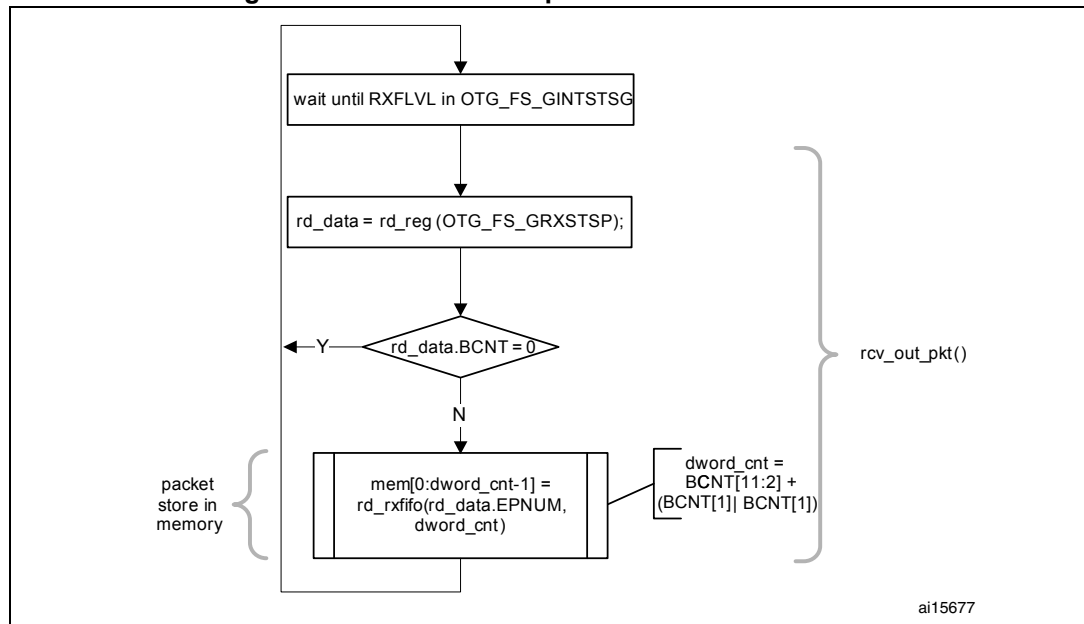 wait until RXFLVL in OTG_FS_GINTSTSG
rd_data = rd_reg (OTG_FS_GRXSTSP);
rd_data.BCNT = 0
Y
rcv_out_pkt()
N
packet
store in
memory
mem[0:dword_cnt-1] =
rd_rxfifo(rd_data.EPNUM,
dword_cnt)
dword_cnt =
BCNT[11:2] +
(BCNT[1] | BCNT[1])
ai15677